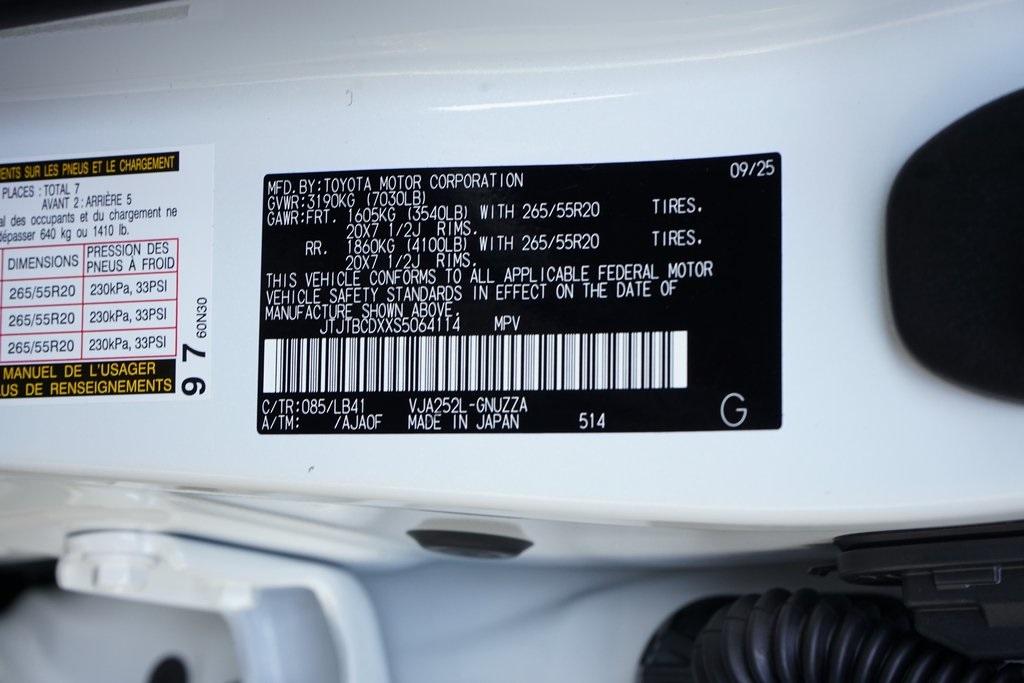 ENTS SUR LES PNEUS ET LE CHARGEMENT
PLACES : TOTAL 7
AVANT 2 : ARRIÈRE 5
al des occupants et du chargement ne
dépasser 640 kg ou 1410 lb.
DIMENSIONS PRESSION DES PNEUS À FROID
265/55R20 230kPa, 33PSI
265/55R20 230kPa, 33PSI
265/55R20 230kPa, 33PSI
MANUEL DE L'USAGER
US DE RENSEIGNEMENTS
97 60N30
09/25
MFD.BY:TOYOTA MOTOR CORPORATION
GVWR:3190KG (7030LB)
GAWR:FRT. 1605KG (3540LB) WITH 265/55R20 TIRES.
20X7 1/2J RIMS.
RR. 1860KG (4100LB) WITH 265/55R20 TIRES.
20X7 1/2J RIMS.
THIS VEHICLE CONFORMS TO ALL APPLICABLE FEDERAL MOTOR
VEHICLE SAFETY STANDARDS IN EFFECT ON THE DATE OF
MANUFACTURE SHOWN ABOVE.
JTJTBCDXXS5064114 MPV
C/TR:085/LB41 VJA252L-GNUZZA
A/TM: /AJA0F MADE IN JAPAN 514
G